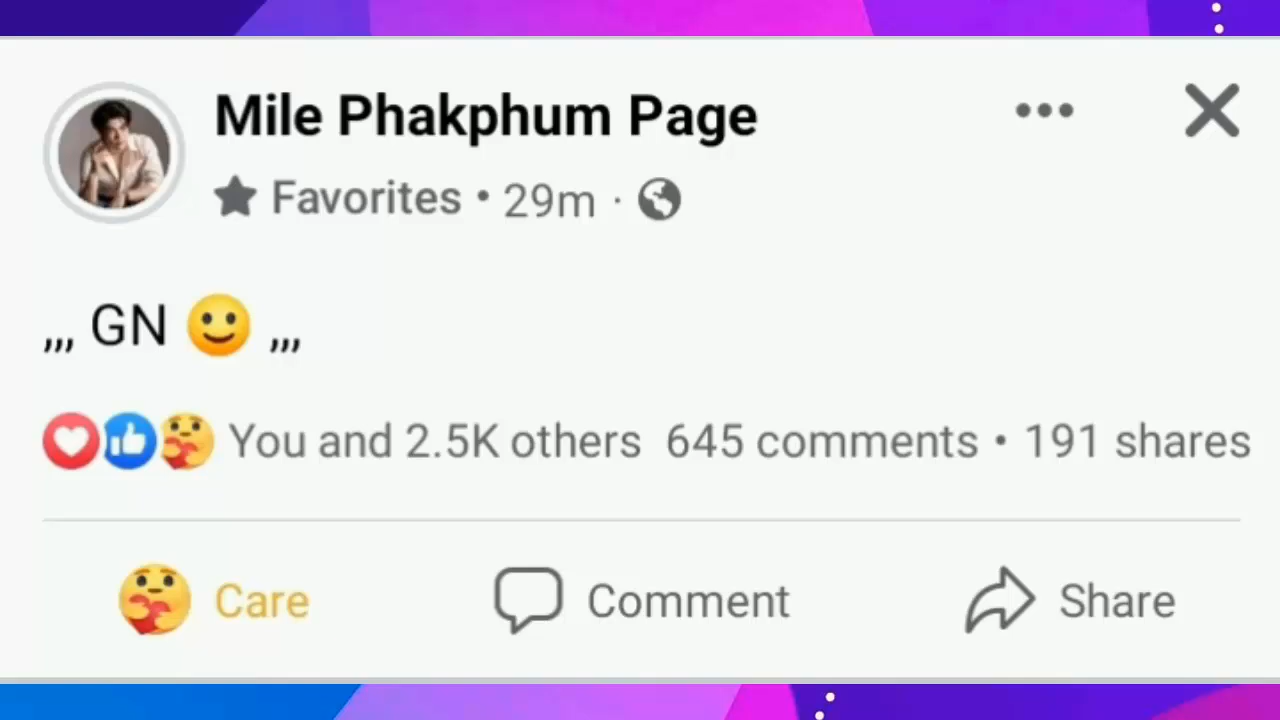 Mile Phakphum Page
Favorites • 29m ·
,,, GN 🙂 ,,,
You and 2.5K others 645 comments • 191 shares
Care Comment Share